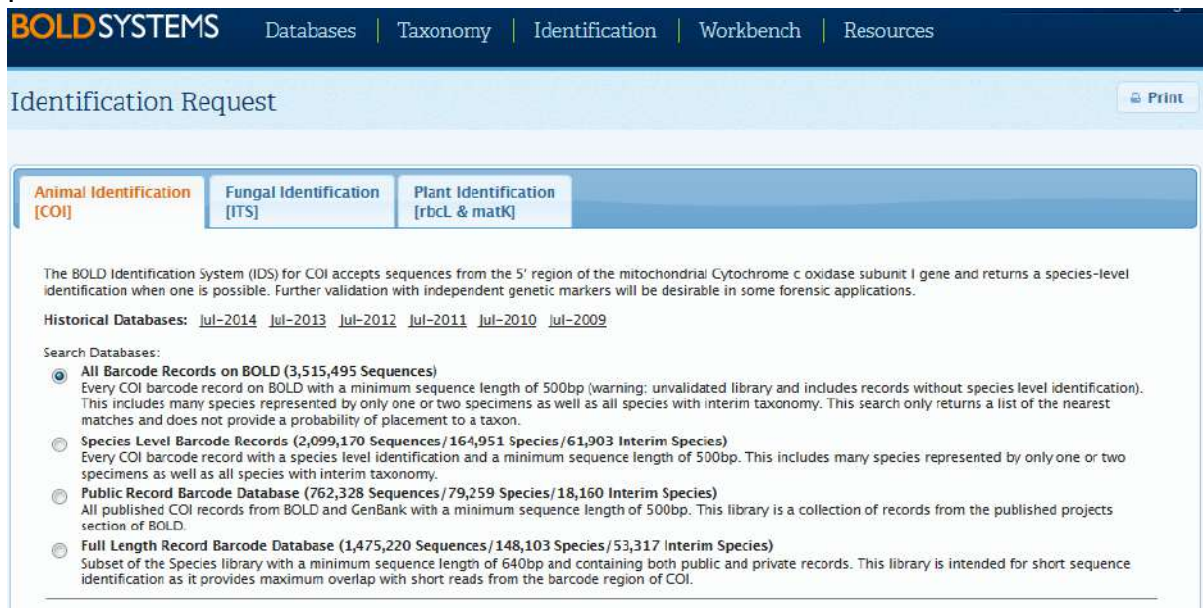 BOLDSYSTEMS Databases | Taxonomy | Identification | Workbench | Resources
Identification Request
Print
Animal Identification
[COI]
Fungal Identification
[ITS]
Plant Identification
[rbcL & matK]
The BOLD Identification System (IDS) for COI accepts sequences from the 5' region of the mitochondrial Cytochrome c oxidase subunit I gene and returns a species-level
identification when one is possible. Further validation with independent genetic markers will be desirable in some forensic applications.
Historical Databases: Jul-2014 Jul-2013 Jul-2012 Jul-2011 Jul-2010 Jul-2009
Search Databases:
All Barcode Records on BOLD (3,515,495 Sequences)
Every COI barcode record on BOLD with a minimum sequence length of 500bp (warning: unvalidated library and includes records without species level identification).
This includes many species represented by only one or two specimens as well as all species with interim taxonomy. This search only returns a list of the nearest
matches and does not provide a probability of placement to a taxon.
Species Level Barcode Records (2,099,170 Sequences/164,951 Species/61,903 Interim Species)
Every COI barcode record with a species level identification and a minimum sequence length of 500bp. This includes many species represented by only one or two
specimens as well as all species with interim taxonomy.
Public Record Barcode Database (762,328 Sequences/79,259 Species/18,160 Interim Species)
All published COI records from BOLD and GenBank with a minimum sequence length of 500bp. This library is a collection of records from the published projects
section of BOLD.
Full Length Record Barcode Database (1,475,220 Sequences/148,103 Species/53,317 Interim Species)
Subset of the Species library with a minimum sequence length of 640bp and containing both public and private records. This library is intended for short sequence
identification as it provides maximum overlap with short reads from the barcode region of COI.